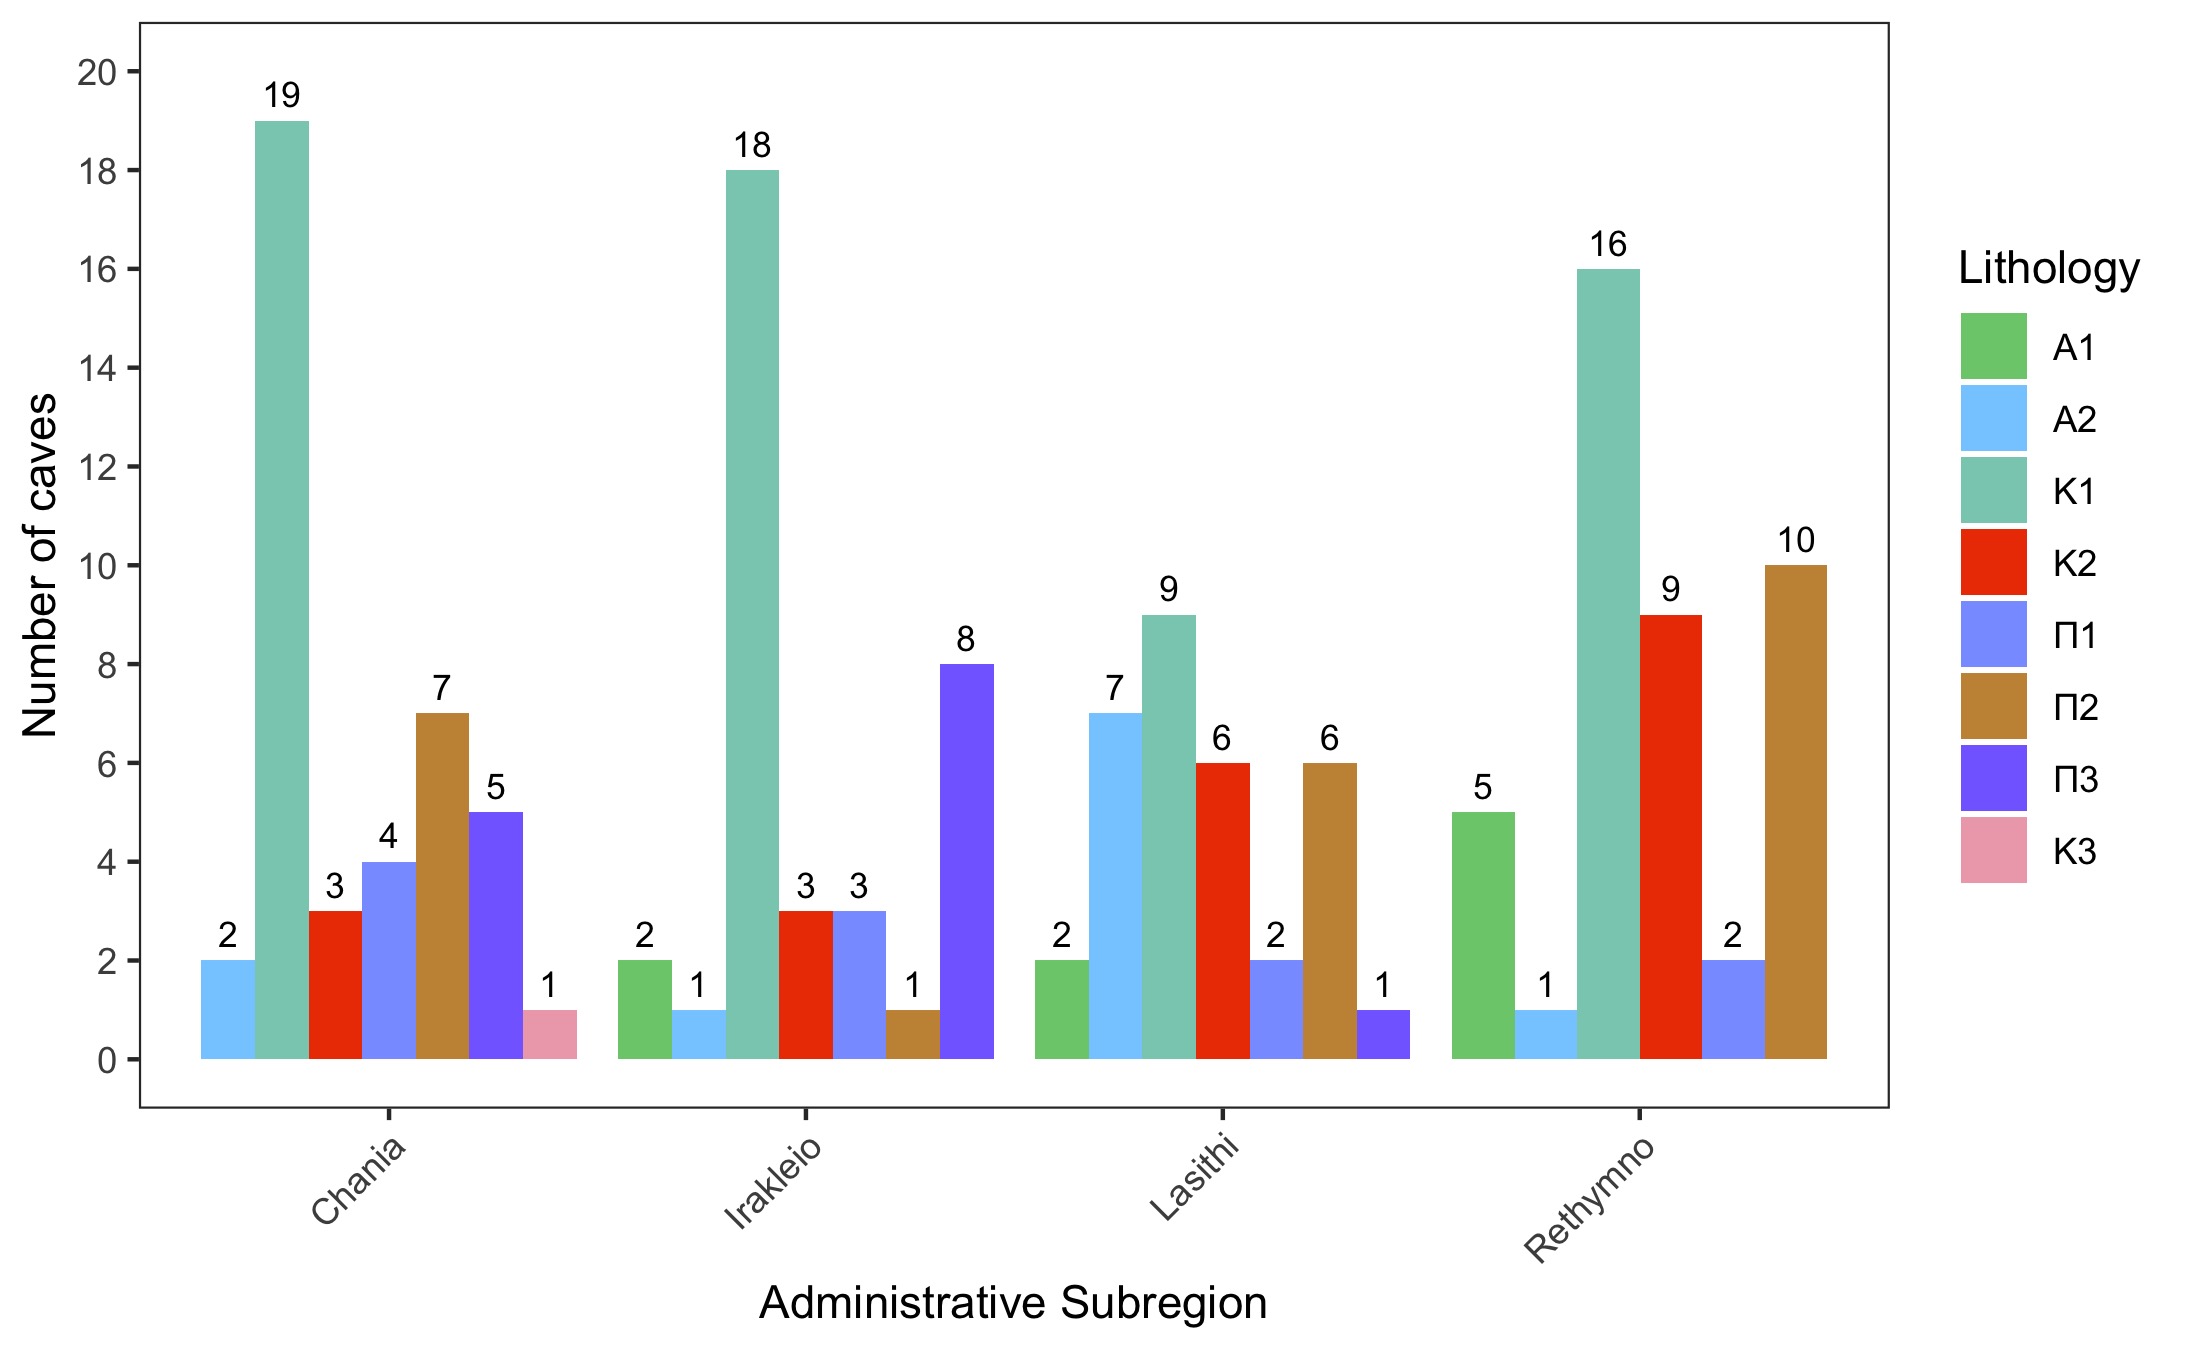 Number of caves
20
18
16
14
12
10
8
6
4
2
0
2
19
3
4
7
5
1
2
1
18
3
3
1
8
2
7
9
6
2
6
1
5
1
16
9
2
10
Chania
Irakleio
Lasithi
Rethymno
Administrative Subregion
Lithology
A1
A2
K1
K2
Π1
Π2
Π3
K3